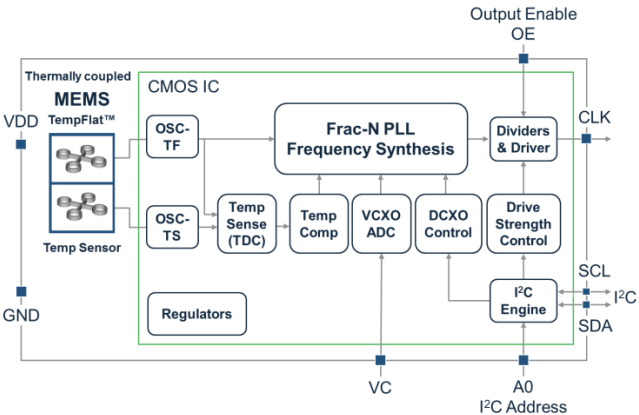 Output Enable
OE
Thermally coupled
MEMS
TempFlat™
CMOS IC
VDD
OSC-
TF
Frac-N PLL
Frequency Synthesis
Dividers
& Driver
CLK
OSC-
TS
Temp
Sense
(TDC)
Temp
Comp
VCXO
ADC
DCXO
Control
Drive
Strength
Control
Temp Sensor
SCL
I²C
SDA
I²C
Engine
GND
Regulators
VC
A0
I²C Address